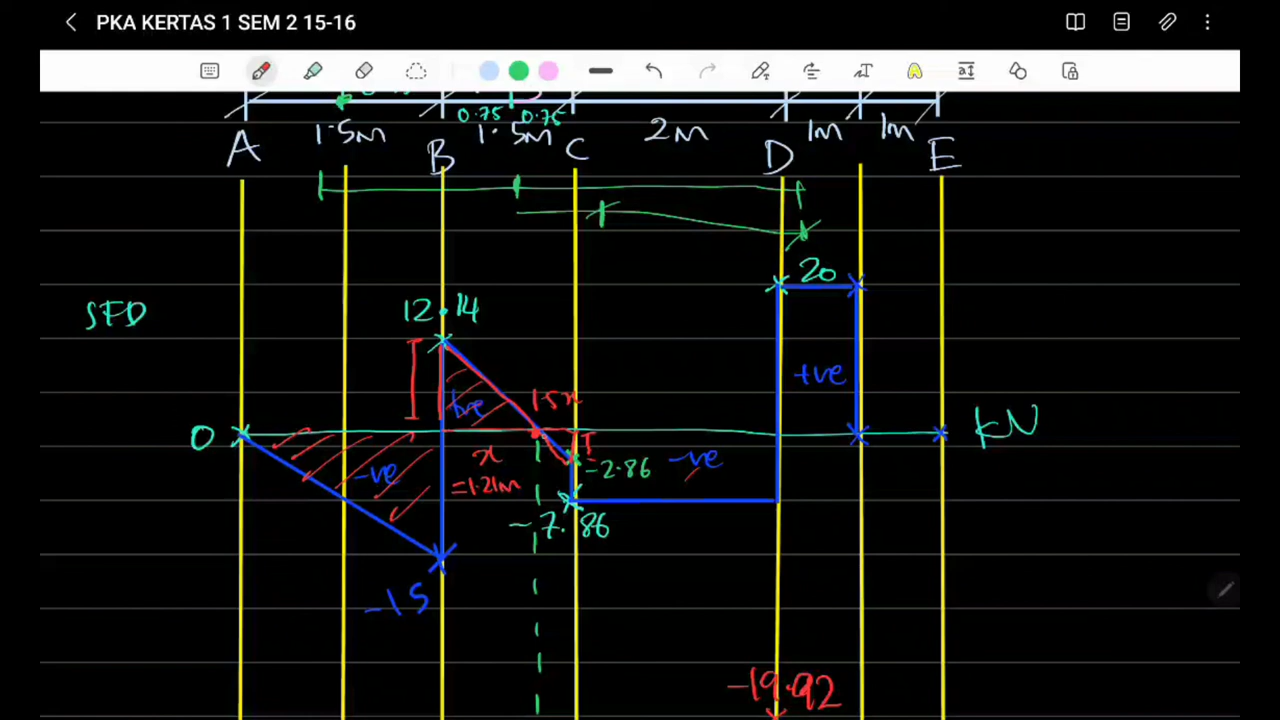 PKA KERTAS 1 SEM 2 15-16
0.75 0.75
1.5M 1.5M 2M 1M 1M
A B C D E
20
SFD 12.14
+ve
1.5x
+ve
0 kN
-ve x -2.86 -ve
=1.21m
-7.86
-15
-19.92